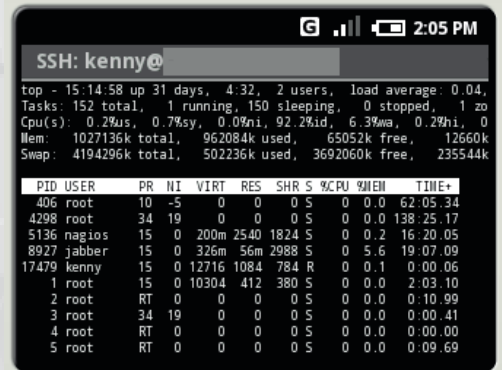 G 2:05 PM
SSH: kenny@
top - 15:14:58 up 31 days, 4:32, 2 users, load average: 0.04,
Tasks: 152 total, 1 running, 150 sleeping, 0 stopped, 1 zo
Cpu(s): 0.2%us, 0.7%sy, 0.0%ni, 92.2%id, 6.3%wa, 0.2%hi, 0
Mem: 1027136k total, 962084k used, 65052k free, 12660k
Swap: 4194296k total, 502236k used, 3692060k free, 235544k
PID USER PR NI VIRT RES SHR S %CPU %MEM TIME+
406 root 10 -5 0 0 0 S 0 0.0 62:05.34
4298 root 34 19 0 0 0 S 0 0.0 138:25.17
5136 nagios 15 0 200m 2540 1824 S 0 0.2 16:20.05
8927 jabber 15 0 326m 56m 2988 S 0 5.6 19:07.09
17479 kenny 15 0 12716 1084 784 R 0 0.1 0:00.06
1 root 15 0 10304 412 380 S 0 0.0 2:03.10
2 root RT 0 0 0 0 S 0 0.0 0:10.99
3 root 34 19 0 0 0 S 0 0.0 0:00.41
4 root RT 0 0 0 0 S 0 0.0 0:00.00
5 root RT 0 0 0 0 S 0 0.0 0:09.69